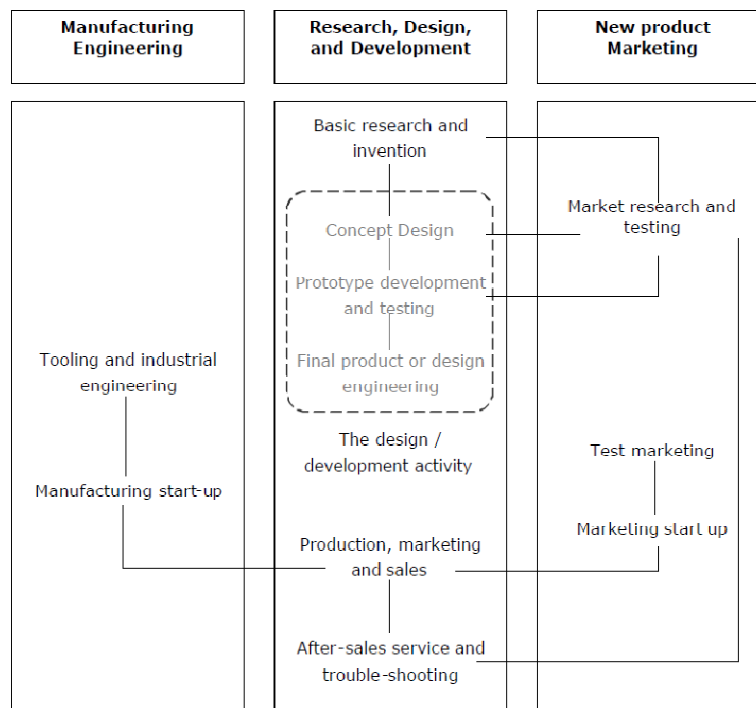 Manufacturing
Engineering
Research, Design,
and Development
New product
Marketing
Basic research and
invention
Market research and
testing
Concept Design
Prototype development
and testing
Tooling and industrial
engineering
Final product or design
engineering
The design /
development activity
Test marketing
Manufacturing start-up
Marketing start up
Production, marketing
and sales
After-sales service and
trouble-shooting